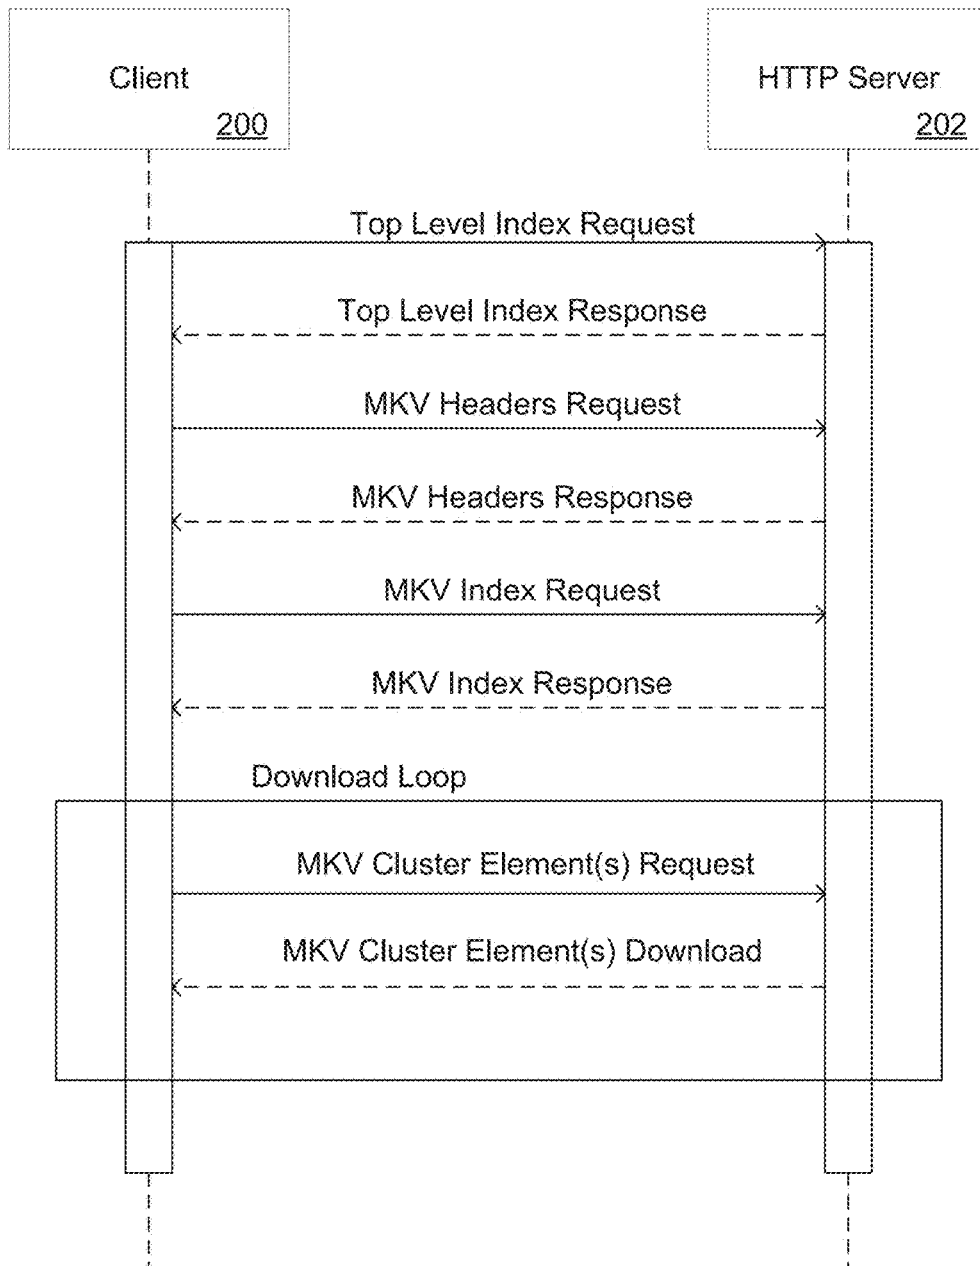 Client
200
HTTP Server
202
Top Level Index Request
Top Level Index Response
MKV Headers Request
MKV Headers Response
MKV Index Request
MKV Index Response
Download Loop
MKV Cluster Element(s) Request
MKV Cluster Element(s) Download